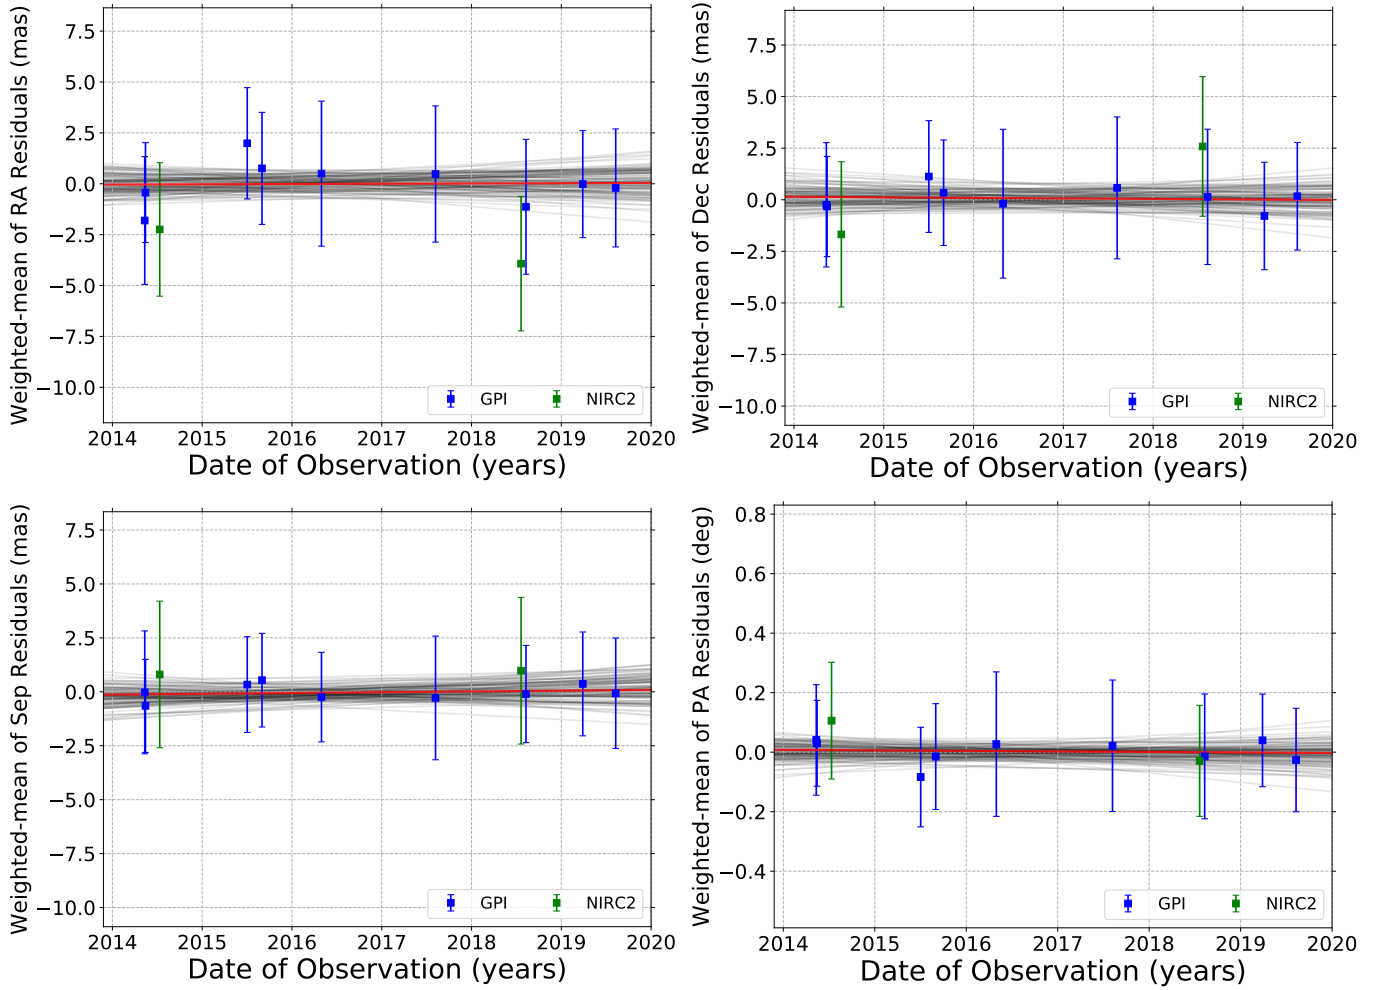 Weighted-mean of RA Residuals (mas)
7.5
5.0
2.5
0.0
−2.5
−5.0
−7.5
−10.0
GPI NIRC2
2014 2015 2016 2017 2018 2019 2020
Date of Observation (years)
Weighted-mean of Dec Residuals (mas)
7.5
5.0
2.5
0.0
−2.5
−5.0
−7.5
−10.0
GPI NIRC2
2014 2015 2016 2017 2018 2019 2020
Date of Observation (years)
Weighted-mean of Sep Residuals (mas)
7.5
5.0
2.5
0.0
−2.5
−5.0
−7.5
−10.0
GPI NIRC2
2014 2015 2016 2017 2018 2019 2020
Date of Observation (years)
Weighted-mean of PA Residuals (deg)
0.8
0.6
0.4
0.2
0.0
−0.2
−0.4
GPI NIRC2
2014 2015 2016 2017 2018 2019 2020
Date of Observation (years)